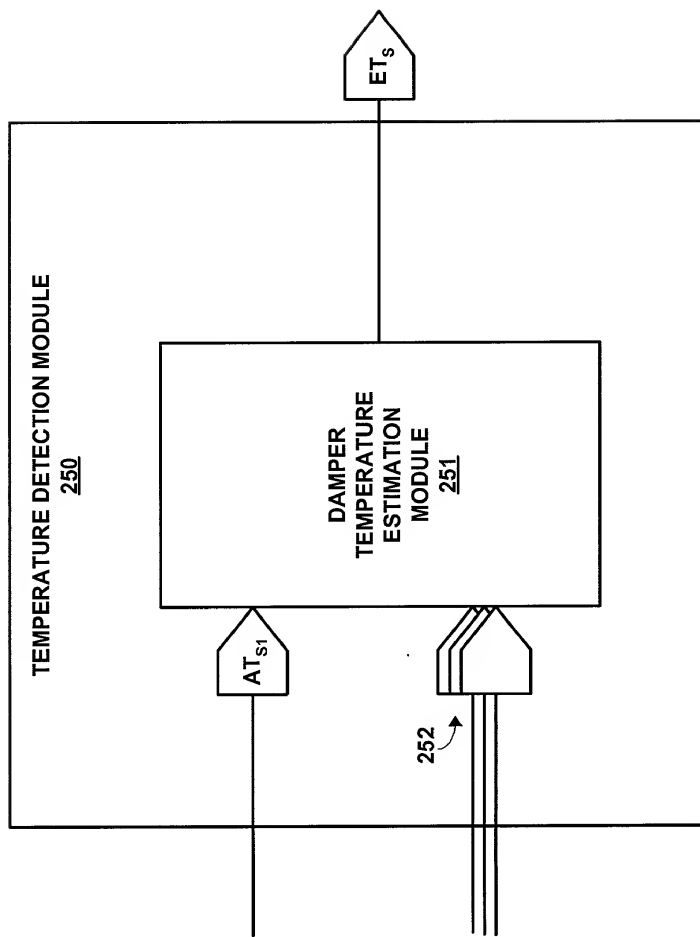 TEMPERATURE DETECTION MODULE
250
AT_S1
252
DAMPER
TEMPERATURE
ESTIMATION
MODULE
251
ET_S